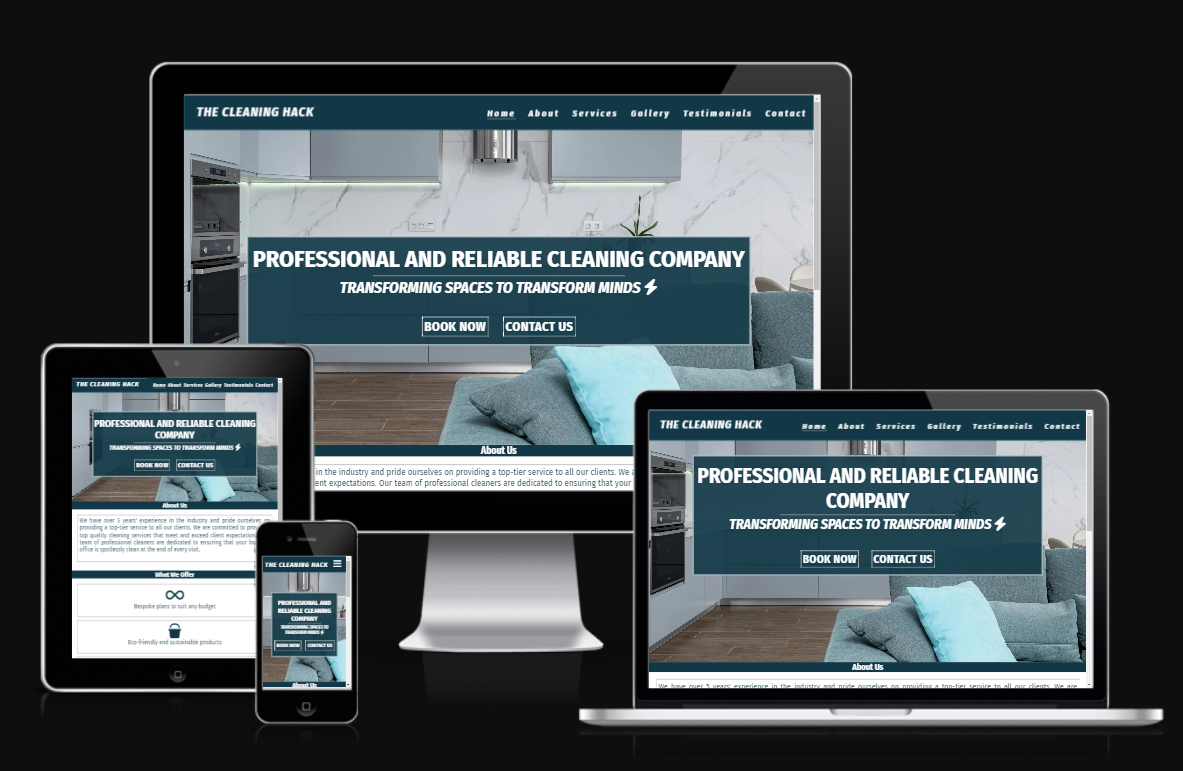 THE CLEANING HACK
Home About Services Gallery Testimonials Contact
PROFESSIONAL AND RELIABLE CLEANING COMPANY
TRANSFORMING SPACES TO TRANSFORM MINDS
BOOK NOW CONTACT US
About Us
in the industry and pride ourselves on providing a top-tier service to all our clients. We a
ent expectations. Our team of professional cleaners are dedicated to ensuring that your
THE CLEANING HACK
Home About Services Gallery Testimonials Contact
PROFESSIONAL AND RELIABLE CLEANING
COMPANY
TRANSFORMING SPACES TO TRANSFORM MINDS
BOOK NOW CONTACT US
About Us
We have over 5 years' experience in the industry and pride ourselves on
providing a top-tier service to all our clients. We are committed to prov
top quality cleaning services that meet and exceed client expectation
team of professional cleaners are dedicated to ensuring that your ho
office is spotlessly clean at the end of every visit.
What We Offer
Bespoke plans to suit any budget
Eco-friendly and sustainable products
THE CLEANING HACK
PROFESSIONAL AND
RELIABLE CLEANING
COMPANY
TRANSFORMING SPACES TO
TRANSFORM MINDS
BOOK NOW CONTACT US
About Us
THE CLEANING HACK
Home About Services Gallery Testimonials Contact
PROFESSIONAL AND RELIABLE CLEANING
COMPANY
TRANSFORMING SPACES TO TRANSFORM MINDS
BOOK NOW CONTACT US
About Us
We have over 5 years' experience in the industry and pride ourselves on providing a top-tier service to all our clients. We are